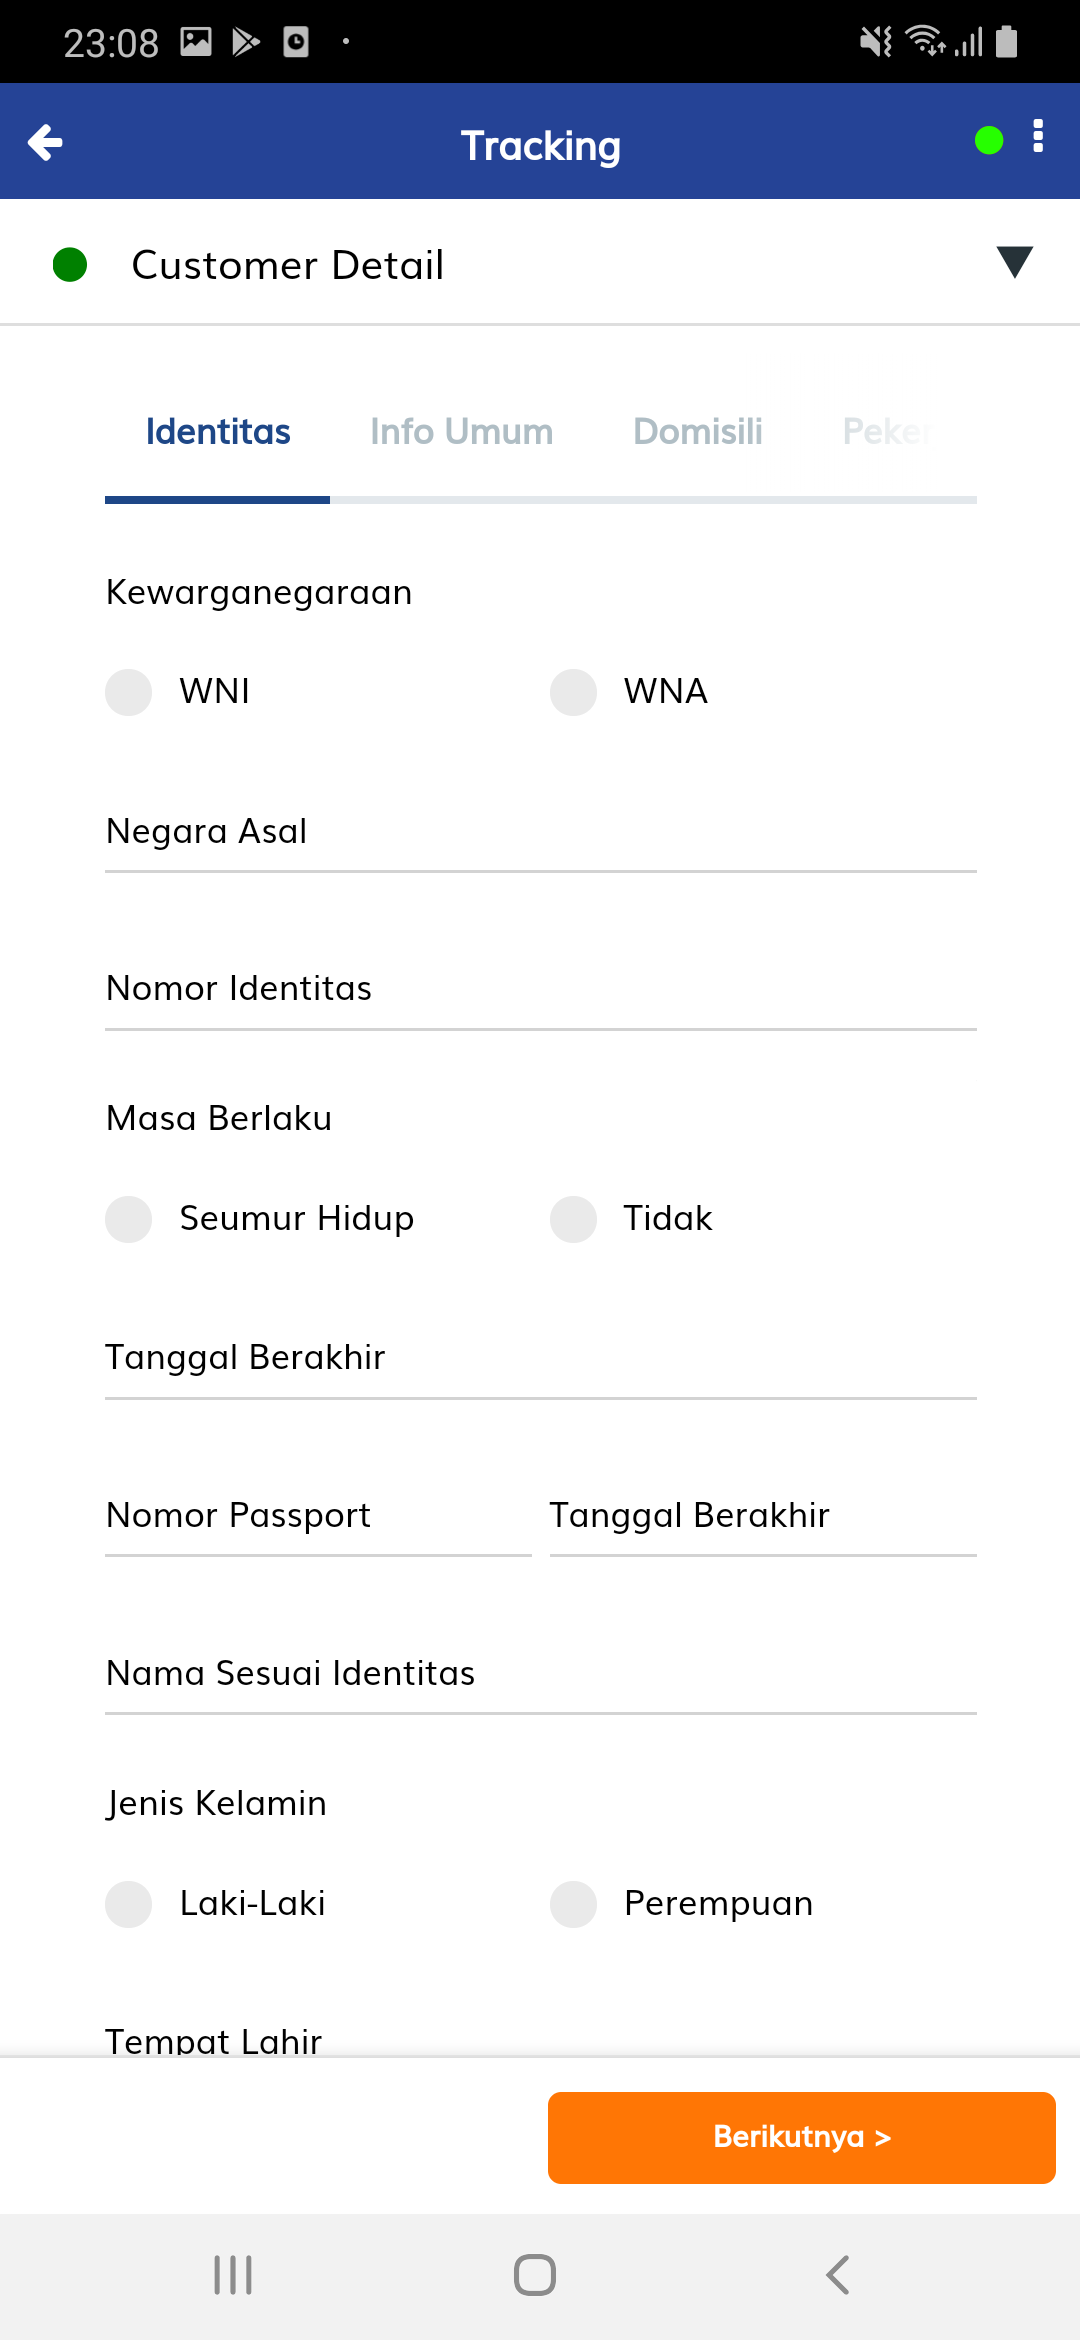 23:08
Tracking
Customer Detail
Identitas Info Umum Domisili Peker
Kewarganegaraan
WNI WNA
Negara Asal
Nomor Identitas
Masa Berlaku
Seumur Hidup Tidak
Tanggal Berakhir
Nomor Passport Tanggal Berakhir
Nama Sesuai Identitas
Jenis Kelamin
Laki-Laki Perempuan
Tempat Lahir
Berikutnya >